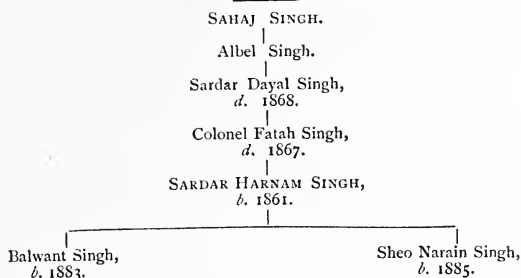 SAHAJ SINGH.
Albel Singh.
Sardar Dayal Singh,
d. 1868.
Colonel Fatah Singh,
d. 1867.
SARDAR HARNAM SINGH,
b. 1861.
Balwant Singh,
b. 1883.
Sheo Narain Singh,
b. 1885.